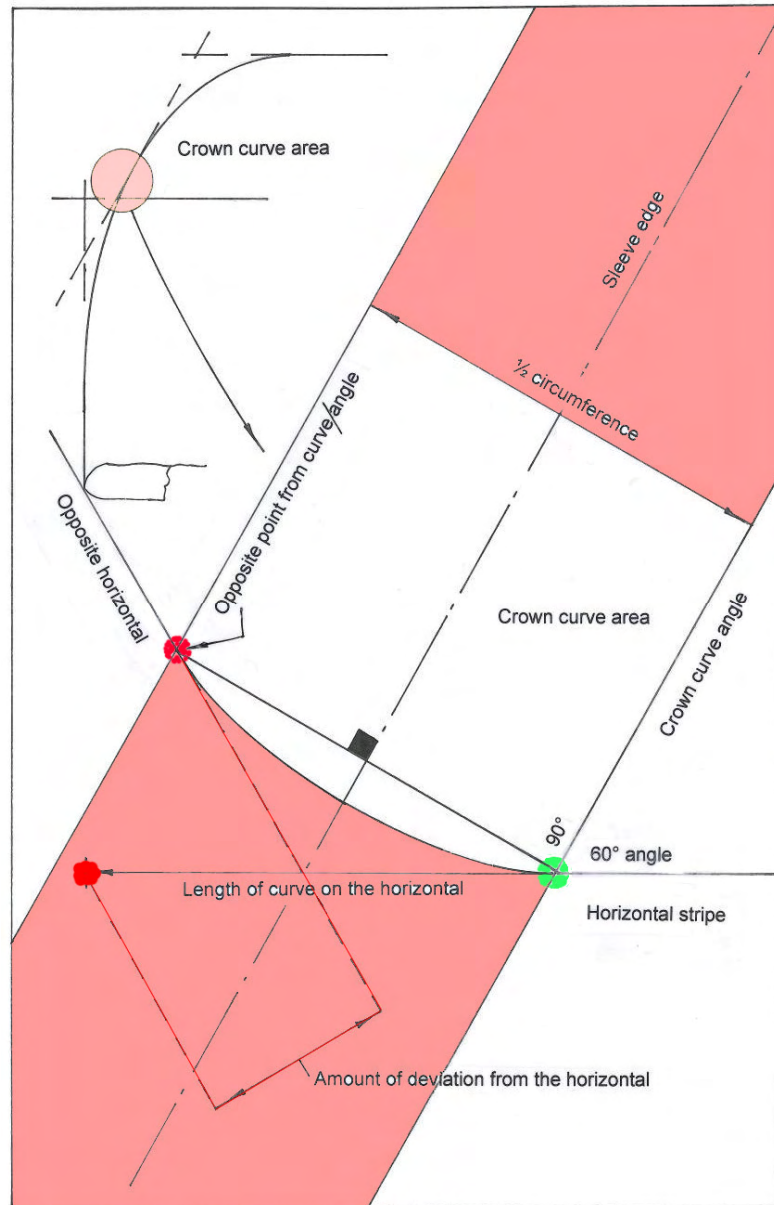 Crown curve area
Sleeve edge
½ circumference
Opposite point from curve/angle
Opposite horizontal
Crown curve area
Crown curve angle
90°
60° angle
Length of curve on the horizontal
Horizontal stripe
Amount of deviation from the horizontal